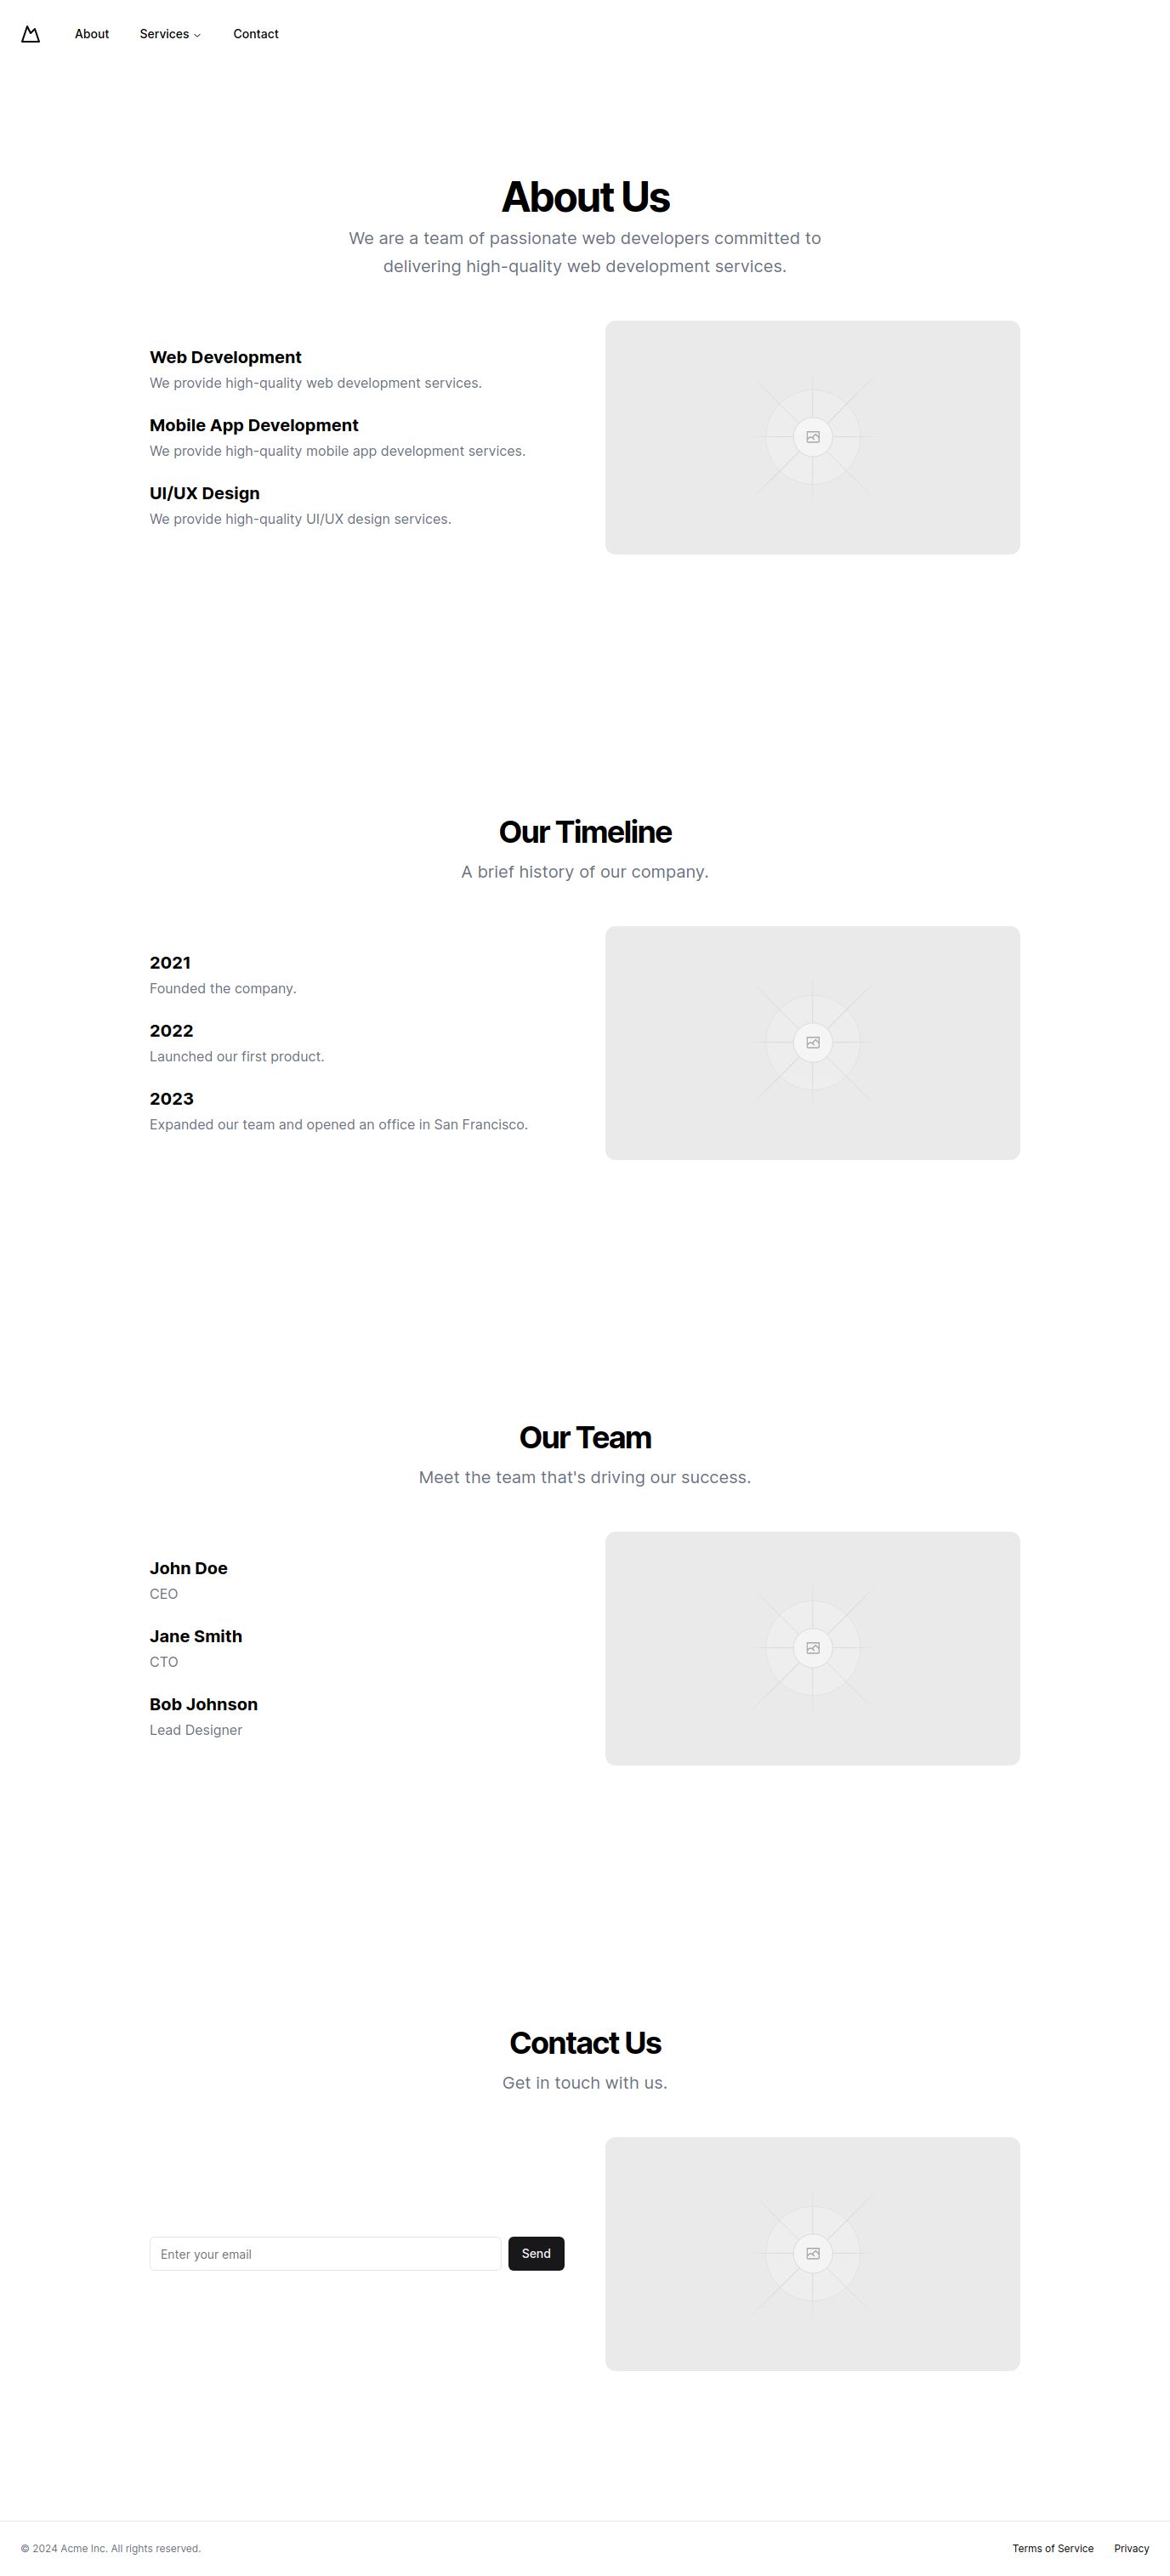 About Services Contact
About Us
We are a team of passionate web developers committed to
delivering high-quality web development services.
Web Development
We provide high-quality web development services.
Mobile App Development
We provide high-quality mobile app development services.
UI/UX Design
We provide high-quality UI/UX design services.
Our Timeline
A brief history of our company.
2021
Founded the company.
2022
Launched our first product.
2023
Expanded our team and opened an office in San Francisco.
Our Team
Meet the team that's driving our success.
John Doe
CEO
Jane Smith
CTO
Bob Johnson
Lead Designer
Contact Us
Get in touch with us.
Enter your email Send
© 2024 Acme Inc. All rights reserved. Terms of Service Privacy